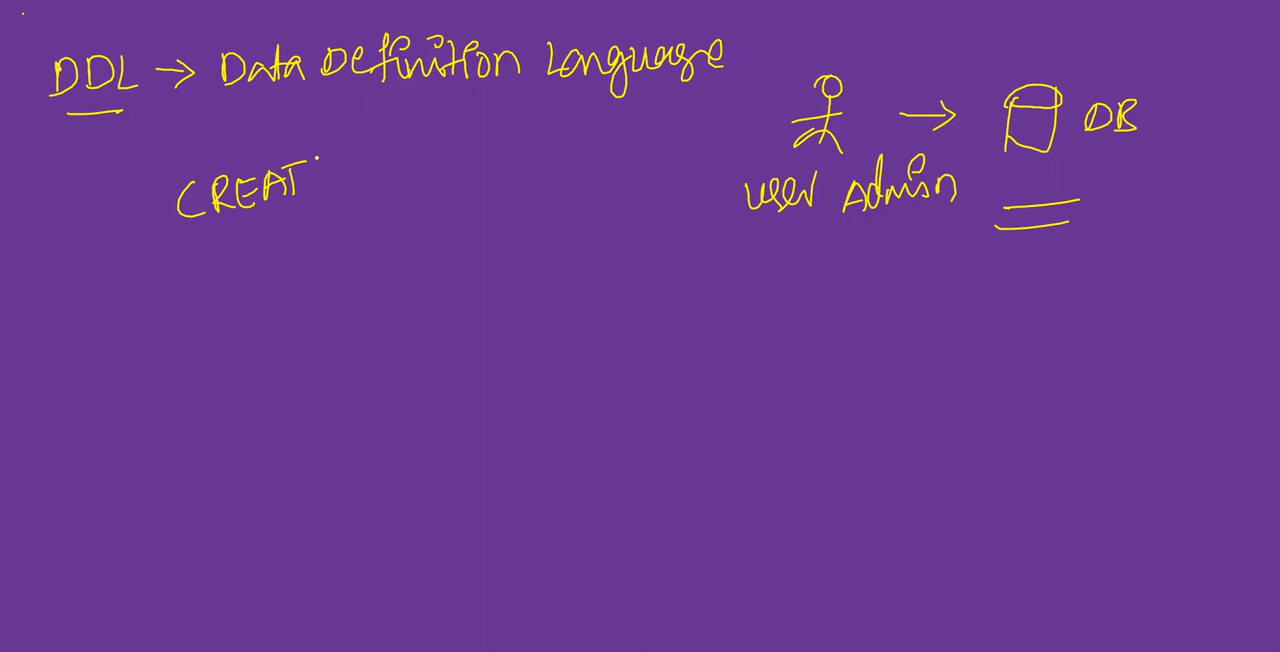 DDL → Data Definition Language
DB
User Admin
CREAT